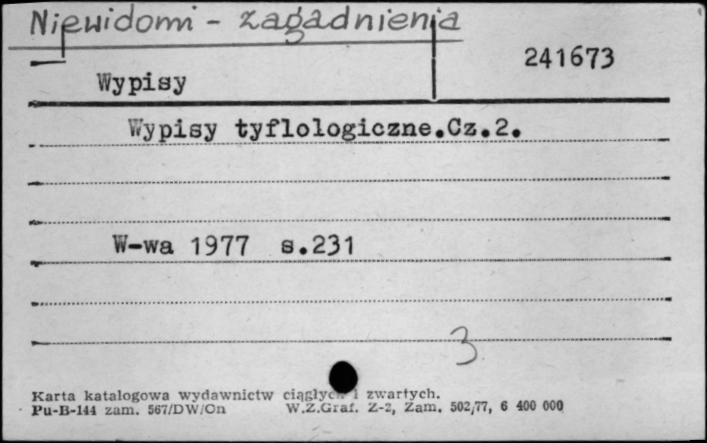 Niewidomi - zagadnienia
241673
Wypisy
Wypisy tyflologiczne.Cz.2.
W-wa 1977 s.231
3
Karta katalogowa wydawnictw ciągłych i zwartych.
Pu-B-144 zam. 567/DW/On W.Z.Graf. Z-2, Zam. 502/77, 6 400 000